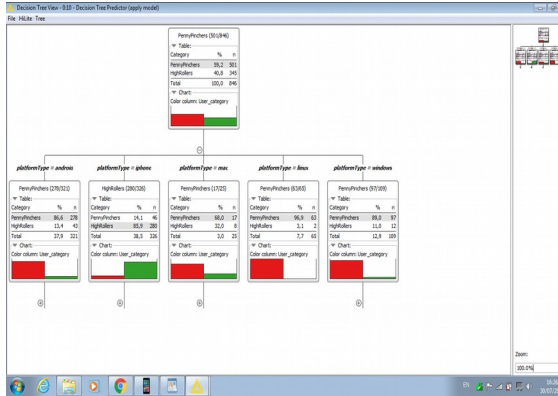 Decision Tree View - 0:10 - Decision Tree Predictor (apply model)
File HiLite Tree
PennyPinchers (501/846)
Table:
Category % n
PennyPinchers 59,2 501
HighRollers 40,8 345
Total 100,0 846
Chart:
Color column: User_category
platformType = android
platformType = iphone
platformType = mac
platformType = linux
platformType = windows
PennyPinchers (278/321)
Table:
Category % n
PennyPinchers 86,6 278
HighRollers 13,4 43
Total 37,9 321
Chart:
Color column: User_category
HighRollers (280/326)
Table:
Category % n
PennyPinchers 14,1 46
HighRollers 85,9 280
Total 38,5 326
Chart:
Color column: User_category
PennyPinchers (17/25)
Table:
Category % n
PennyPinchers 68,0 17
HighRollers 32,0 8
Total 3,0 25
Chart:
Color column: User_category
PennyPinchers (63/65)
Table:
Category % n
PennyPinchers 96,9 63
HighRollers 3,1 2
Total 7,7 65
Chart:
Color column: User_category
PennyPinchers (97/109)
Table:
Category % n
PennyPinchers 89,0 97
HighRollers 11,0 12
Total 12,9 109
Chart:
Color column: User_category
Zoom:
100.0%
EN